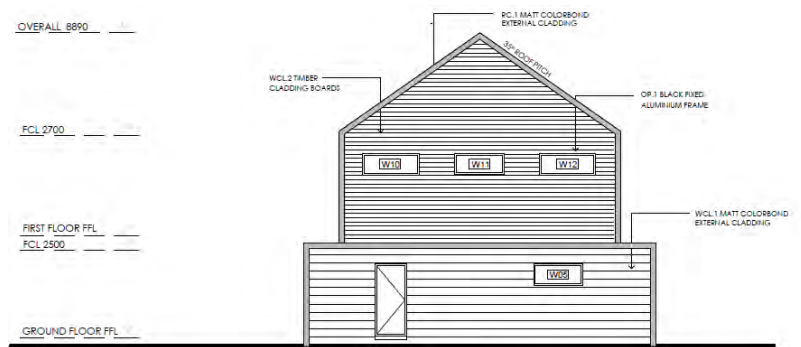 OVERALL 8890
RC.1 MATT COLORBOND
EXTERNAL CLADDING
35° ROOF PITCH
WCL.2 TIMBER
CLADDING BOARDS
OP.1 BLACK FIXED
ALUMINIUM FRAME
FCL 2700
W10
W11
W12
WCL.1 MATT COLORBOND
EXTERNAL CLADDING
FIRST FLOOR FFL
FCL 2500
W05
GROUND FLOOR FFL